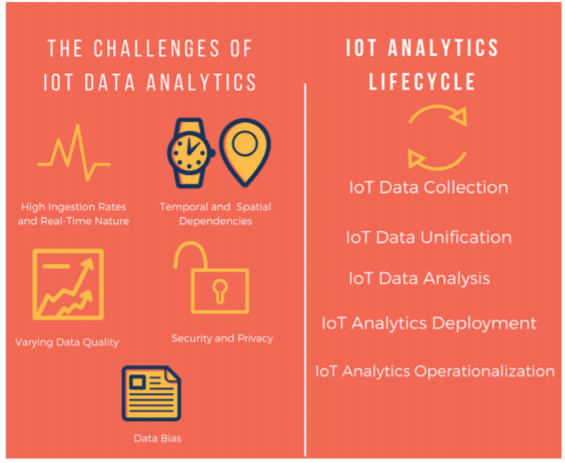 THE CHALLENGES OF
IOT DATA ANALYTICS
High Ingestion Rates
and Real-Time Nature
Temporal and Spatial
Dependencies
Varying Data Quality
Security and Privacy
Data Bias
IOT ANALYTICS
LIFECYCLE
IoT Data Collection
IoT Data Unification
IoT Data Analysis
IoT Analytics Deployment
IoT Analytics Operationalization